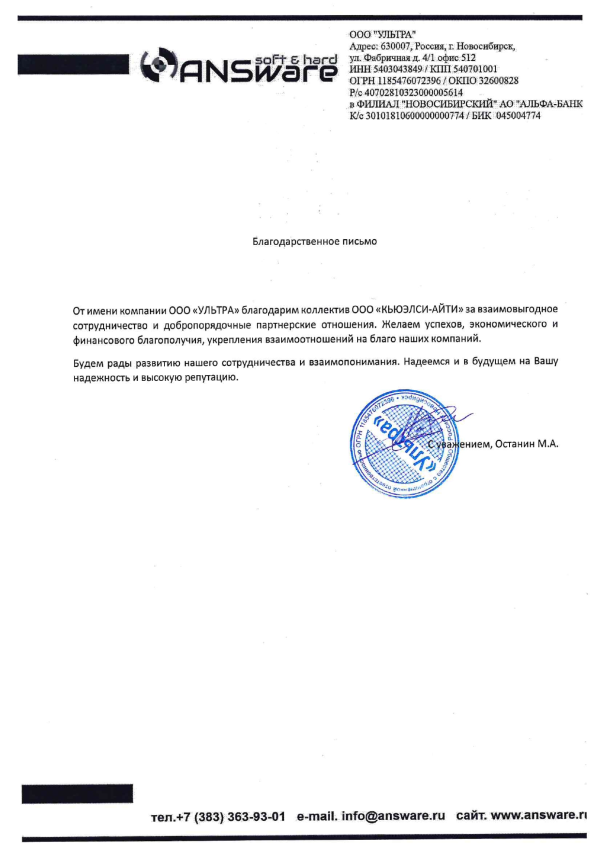 soft & hard
ANSware
ООО "УЛЬТРА"
Адрес: 630007, Россия, г. Новосибирск,
ул. Фабричная д. 4/1 офис 512
ИНН 5403043849 / КПП 540701001
ОГРН 1185476072396 / ОКПО 32600828
Р/с 40702810323000005614
в ФИЛИАЛ "НОВОСИБИРСКИЙ" АО "АЛЬФА-БАНК
К/с 30101810600000000774 / БИК 045004774
Благодарственное письмо
От имени компании ООО «УЛЬТРА» благодарим коллектив ООО «КЬЮЭЛСИ-АЙТИ» за взаимовыгодное
сотрудничество и добропорядочные партнерские отношения. Желаем успехов, экономического и
финансового благополучия, укрепления взаимоотношений на благо наших компаний.
Будем рады развитию нашего сотрудничества и взаимопонимания. Надеемся и в будущем на Вашу
надежность и высокую репутацию.
ОГРН 1185476072396
«Ультра»
С уважением, Останин М.А.
тел.+7 (383) 363-93-01 e-mail. info@answare.ru сайт. www.answare.ru